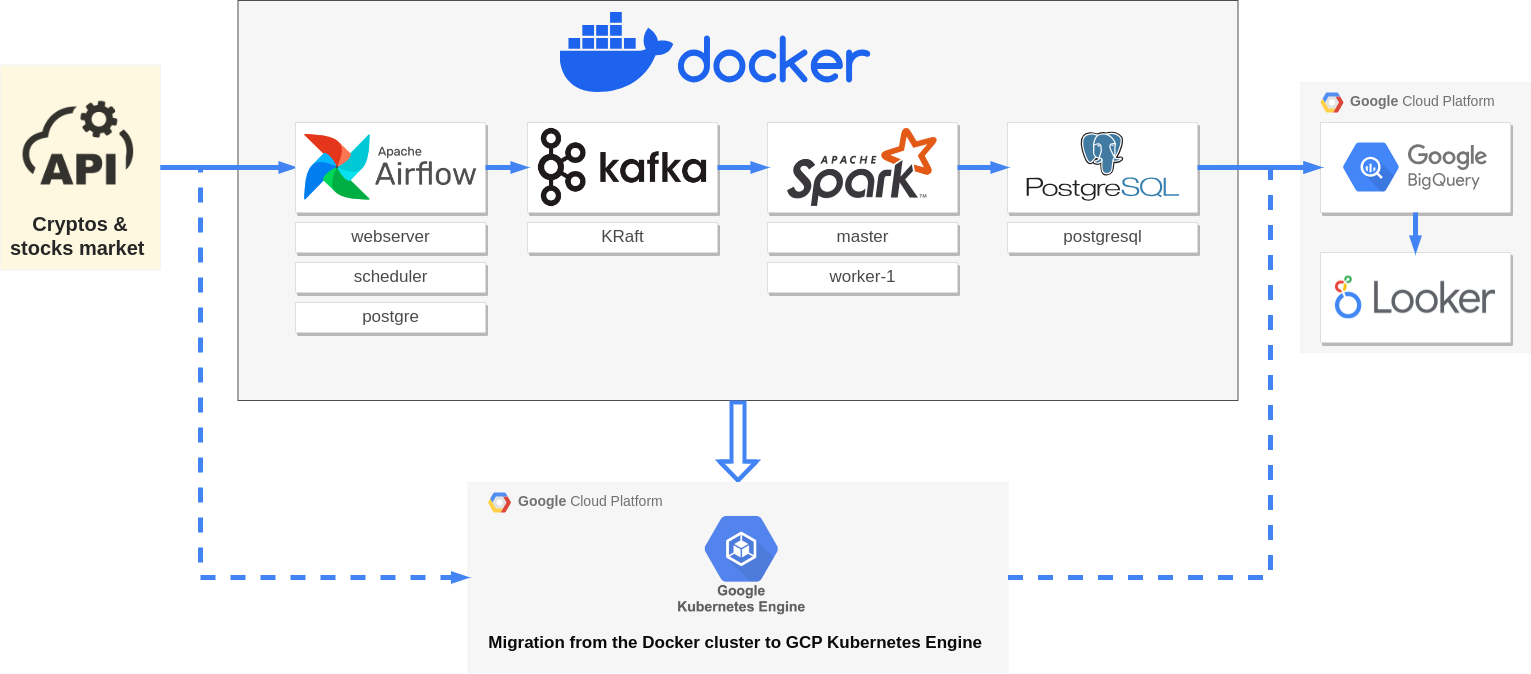 docker
API
Cryptos &
stocks market
Apache
Airflow
webserver
scheduler
postgre
kafka
KRaft
APACHE
Spark™
master
worker-1
PostgreSQL
postgresql
Google Cloud Platform
Google
BigQuery
Looker
Google Cloud Platform
Google
Kubernetes Engine
Migration from the Docker cluster to GCP Kubernetes Engine